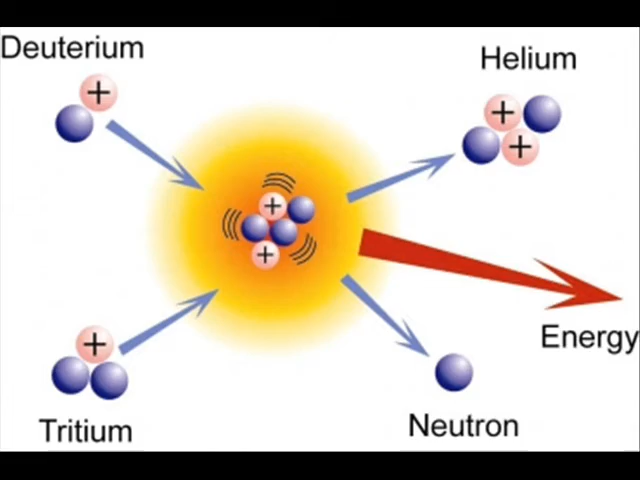 Deuterium
Helium
+
+
+
+
+
+
Energy
Tritium
Neutron